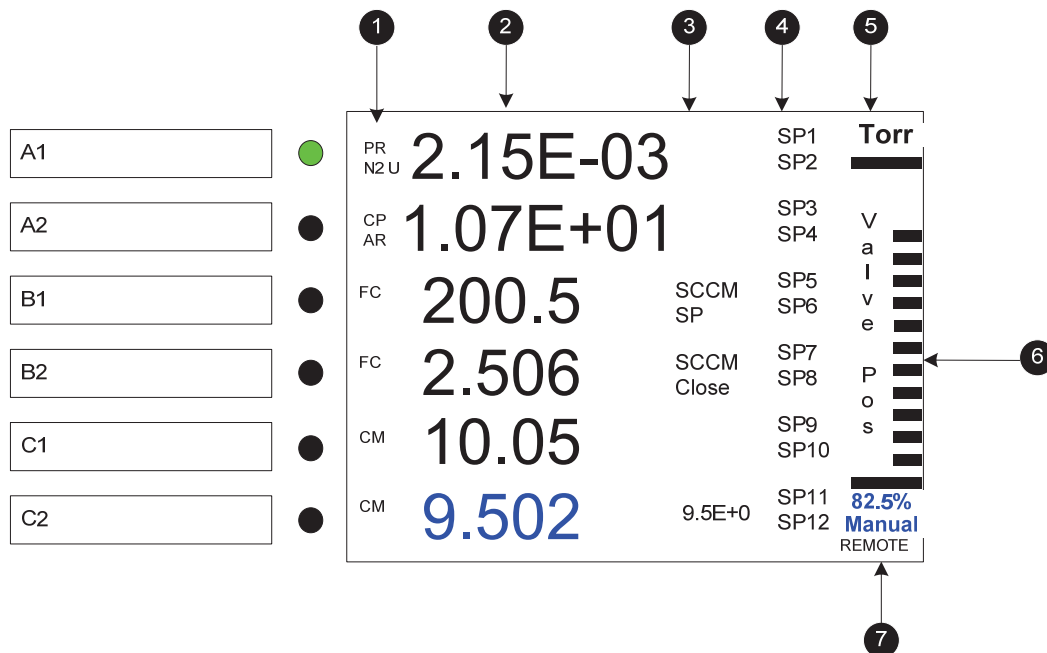 1 2 3 4 5
A1
PR
N2 U
2.15E-03
SP1
SP2
Torr
A2
CP
AR
1.07E+01
SP3
SP4
B1
FC
200.5
SCCM
SP
SP5
SP6
Valve Pos
6
B2
FC
2.506
SCCM
Close
SP7
SP8
C1
CM
10.05
SP9
SP10
C2
CM
9.502
9.5E+0
SP11
SP12
82.5%
Manual
REMOTE
7